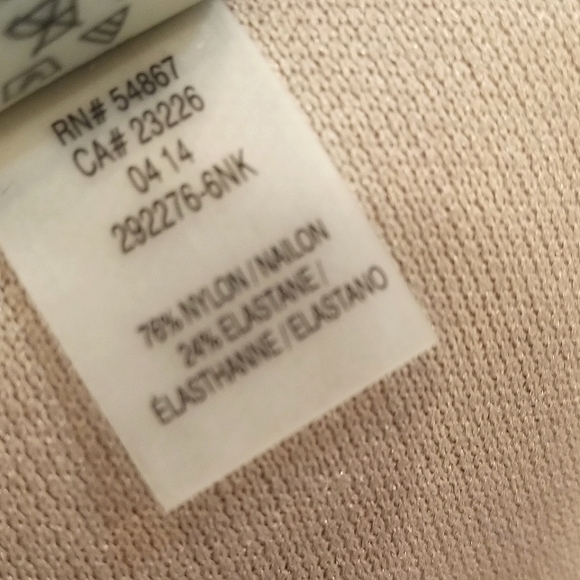 RN# 54867
CA# 23226
04 14
292276-6NK
76% NYLON / NAILON
24% ELASTANE /
ÉLASTHANNE / ELASTANO